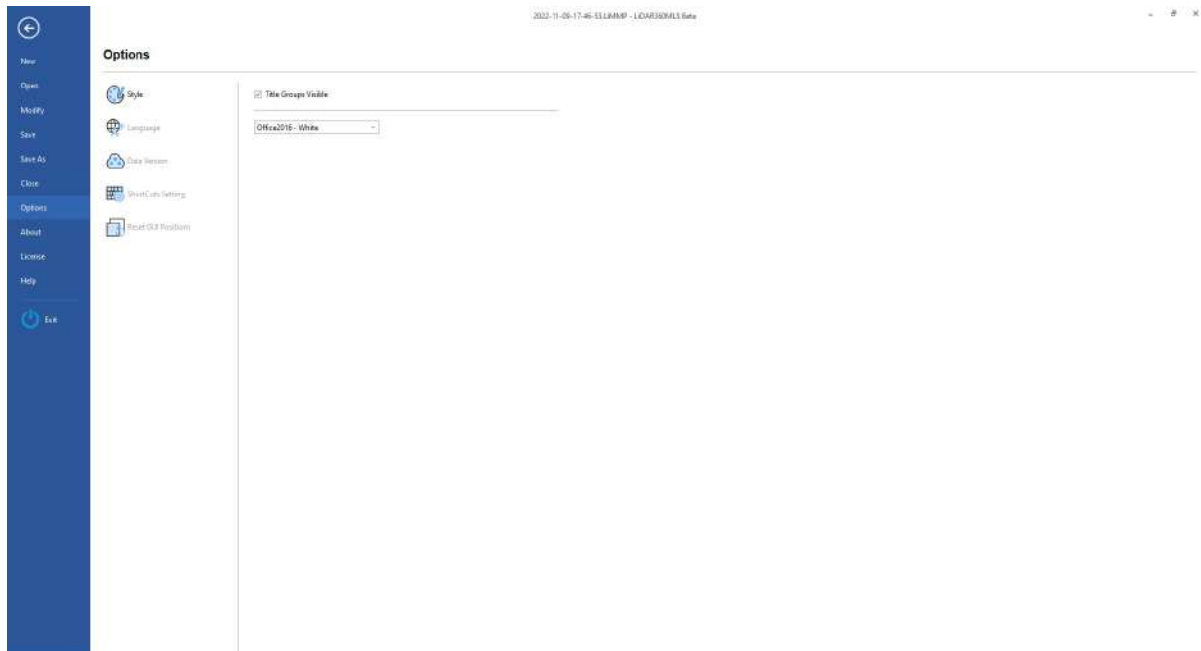 2022-11-09-17-46-53.LiMMP - LiDAR360MLS Beta
New
Open
Modify
Save
Save As
Close
Options
About
License
Help
Exit
Options
Style
Language
Data Version
ShortCuts Setting
Reset GUI Positions
Title Groups Visible
Office2016 - White